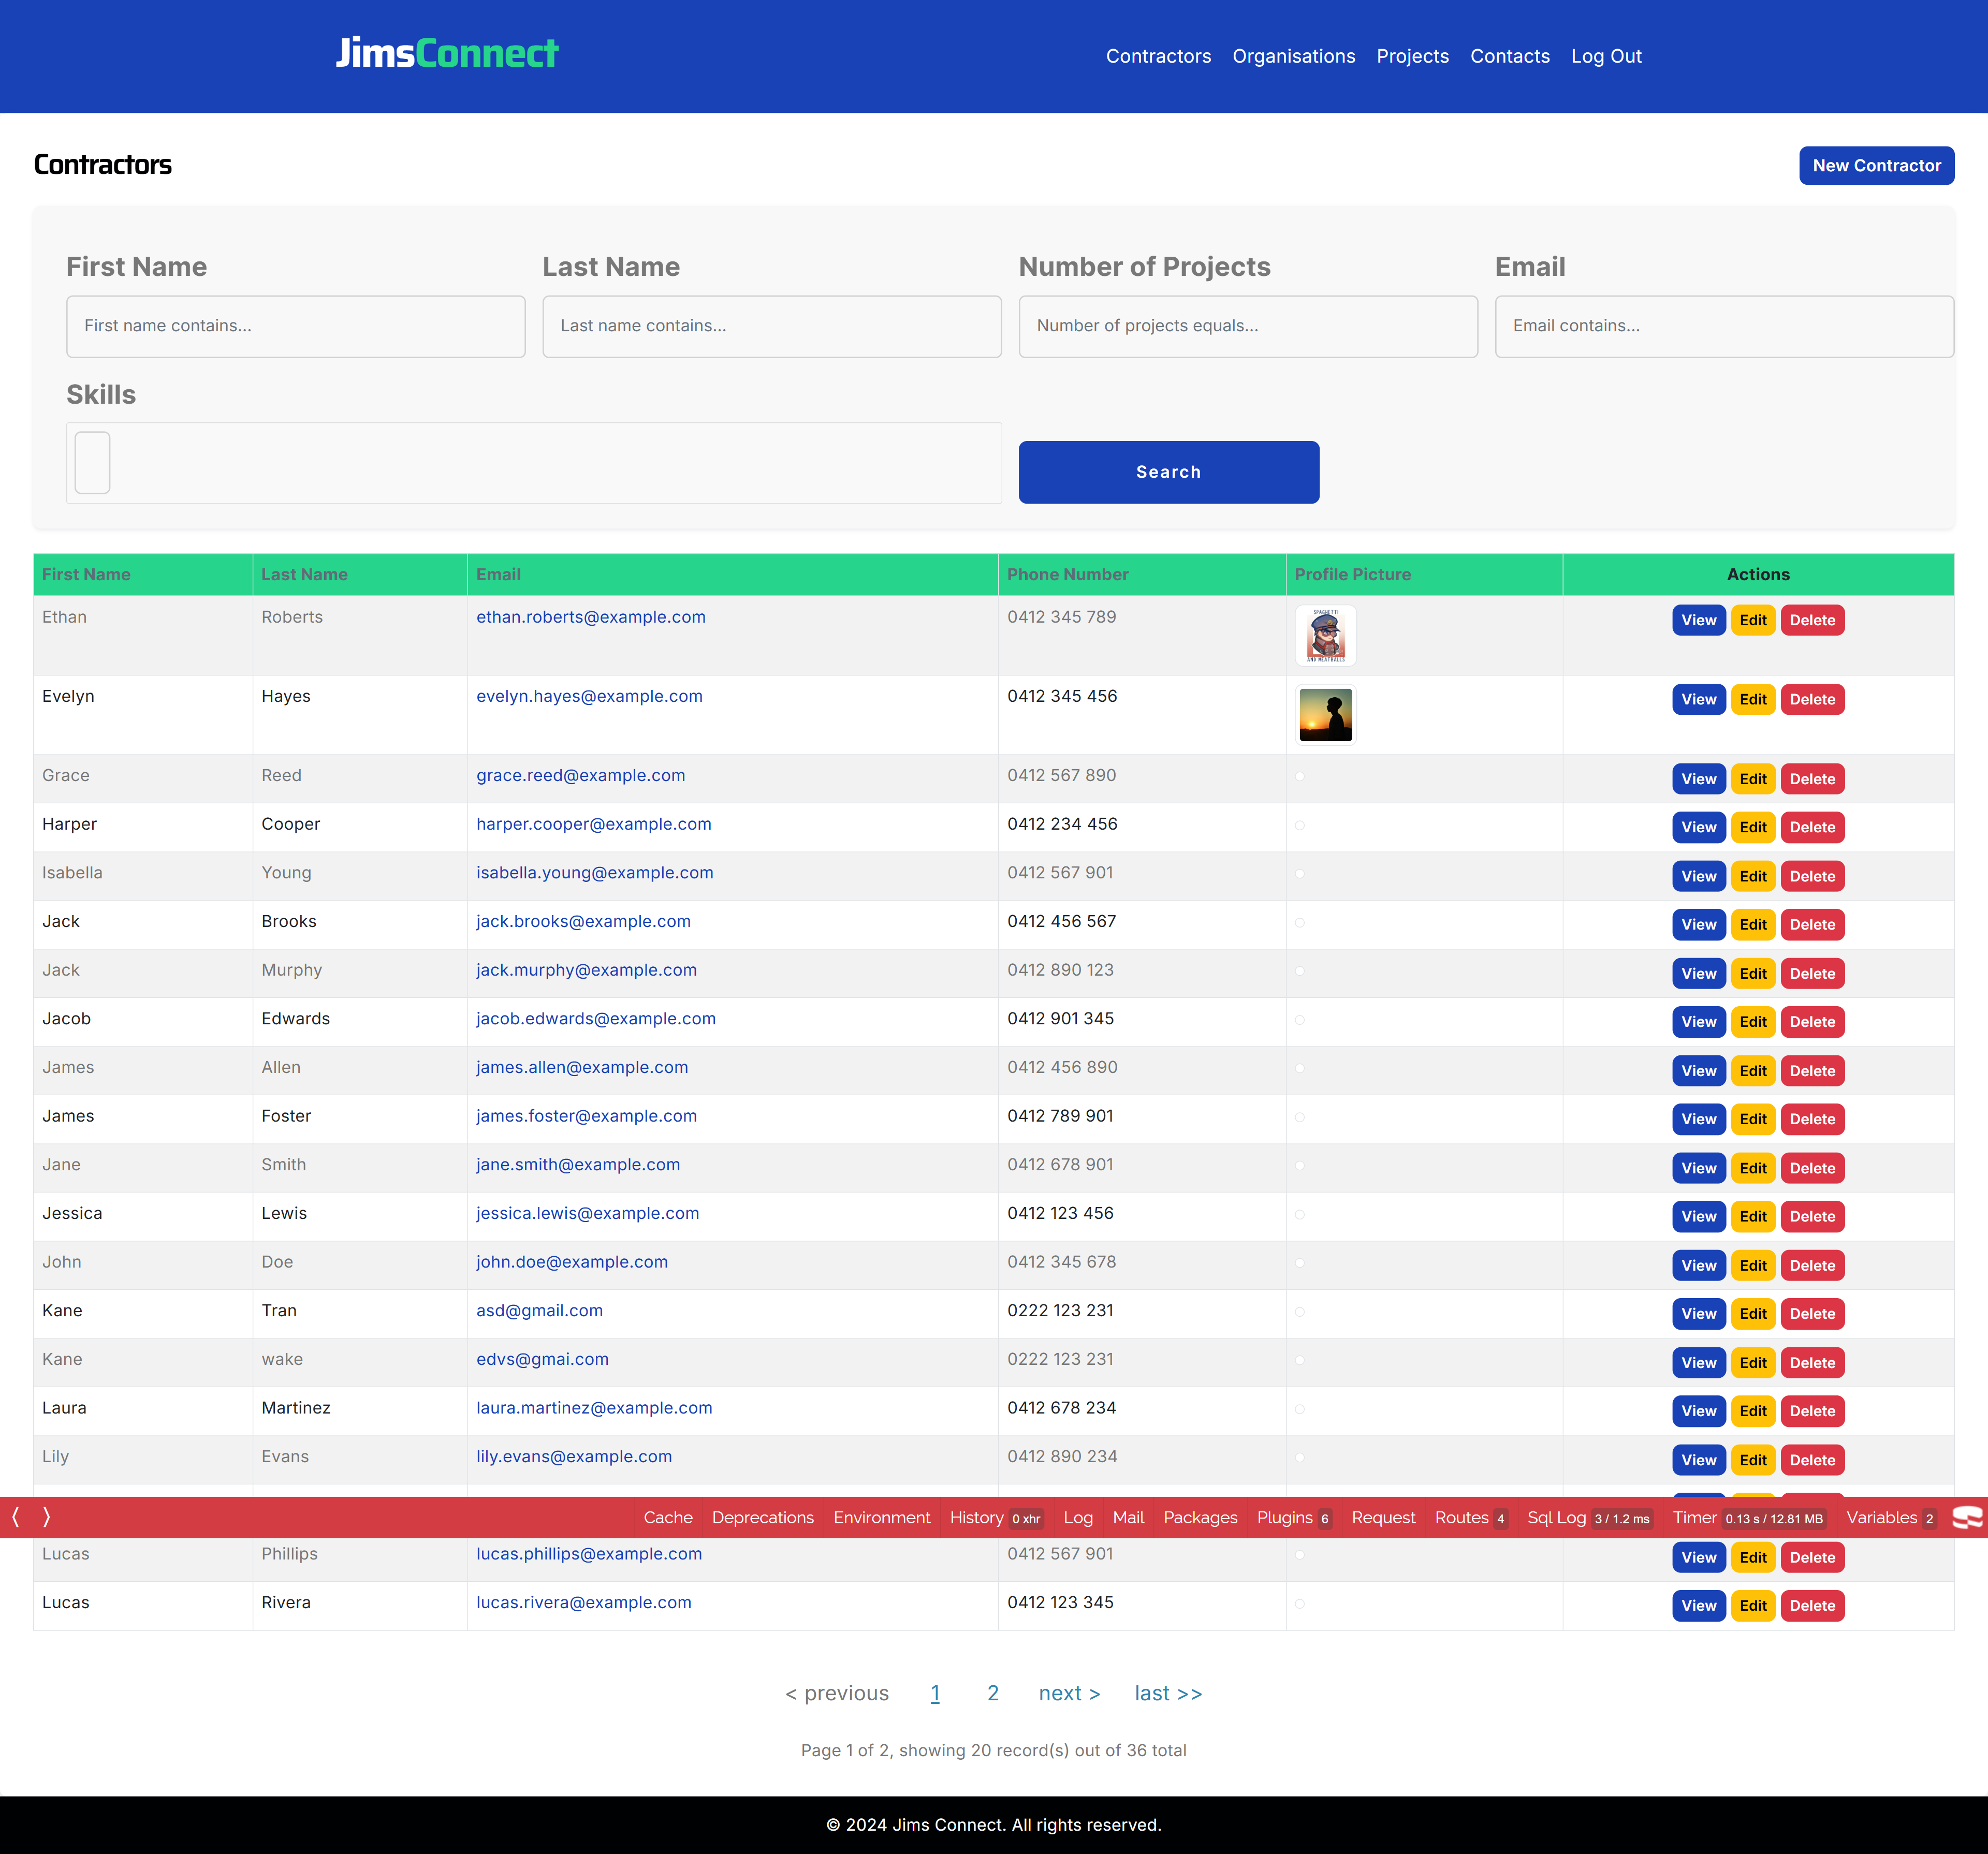 JimsConnect
Contractors Organisations Projects Contacts Log Out
Contractors
New Contractor
First Name Last Name Number of Projects Email
First name contains... Last name contains... Number of projects equals... Email contains...
Skills
Search
First Name Last Name Email Phone Number Profile Picture Actions
Ethan Roberts ethan.roberts@example.com 0412 345 789 View Edit Delete
SPAGHETTI
AND MEATBALLS
Evelyn Hayes evelyn.hayes@example.com 0412 345 456 View Edit Delete
Grace Reed grace.reed@example.com 0412 567 890 View Edit Delete
Harper Cooper harper.cooper@example.com 0412 234 456 View Edit Delete
Isabella Young isabella.young@example.com 0412 567 901 View Edit Delete
Jack Brooks jack.brooks@example.com 0412 456 567 View Edit Delete
Jack Murphy jack.murphy@example.com 0412 890 123 View Edit Delete
Jacob Edwards jacob.edwards@example.com 0412 901 345 View Edit Delete
James Allen james.allen@example.com 0412 456 890 View Edit Delete
James Foster james.foster@example.com 0412 789 901 View Edit Delete
Jane Smith jane.smith@example.com 0412 678 901 View Edit Delete
Jessica Lewis jessica.lewis@example.com 0412 123 456 View Edit Delete
John Doe john.doe@example.com 0412 345 678 View Edit Delete
Kane Tran asd@gmail.com 0222 123 231 View Edit Delete
Kane wake edvs@gmai.com 0222 123 231 View Edit Delete
Laura Martinez laura.martinez@example.com 0412 678 234 View Edit Delete
Lily Evans lily.evans@example.com 0412 890 234 View Edit Delete
Cache Deprecations Environment History 0 xhr Log Mail Packages Plugins 6 Request Routes 4 Sql Log 3 / 1.2 ms Timer 0.13 s / 12.81 MB Variables 2
Lucas Phillips lucas.phillips@example.com 0412 567 901 View Edit Delete
Lucas Rivera lucas.rivera@example.com 0412 123 345 View Edit Delete
< previous 1 2 next > last >>
Page 1 of 2, showing 20 record(s) out of 36 total
© 2024 Jims Connect. All rights reserved.